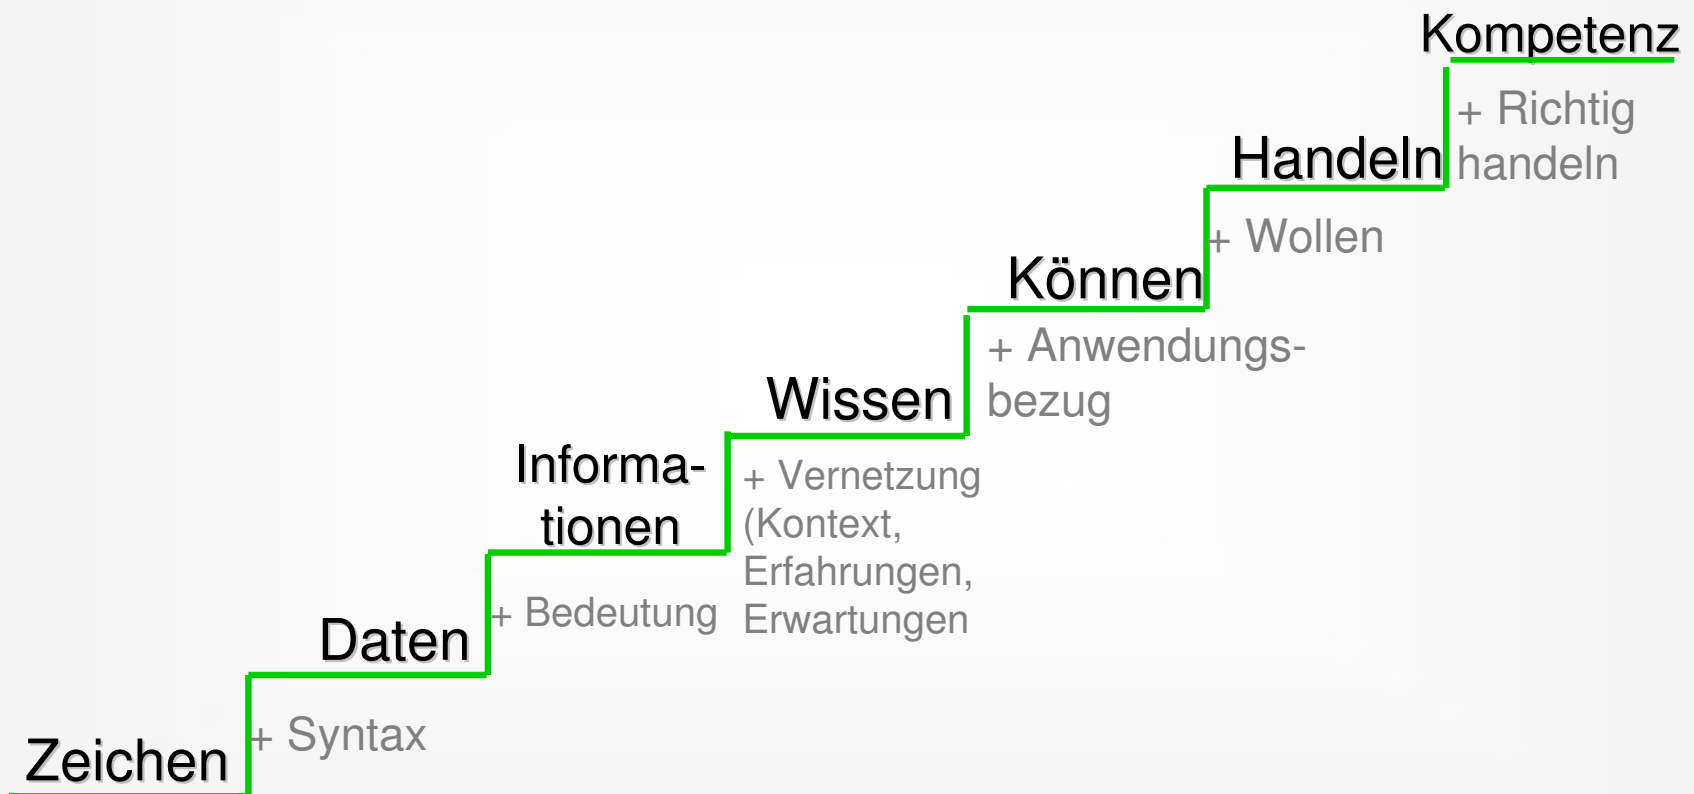 Kompetenz
+ Richtig
handeln
Handeln
+ Wollen
Können
+ Anwendungs-
bezug
Wissen
+ Vernetzung
(Kontext,
Erfahrungen,
Erwartungen
Informa-
tionen
+ Bedeutung
Daten
+ Syntax
Zeichen